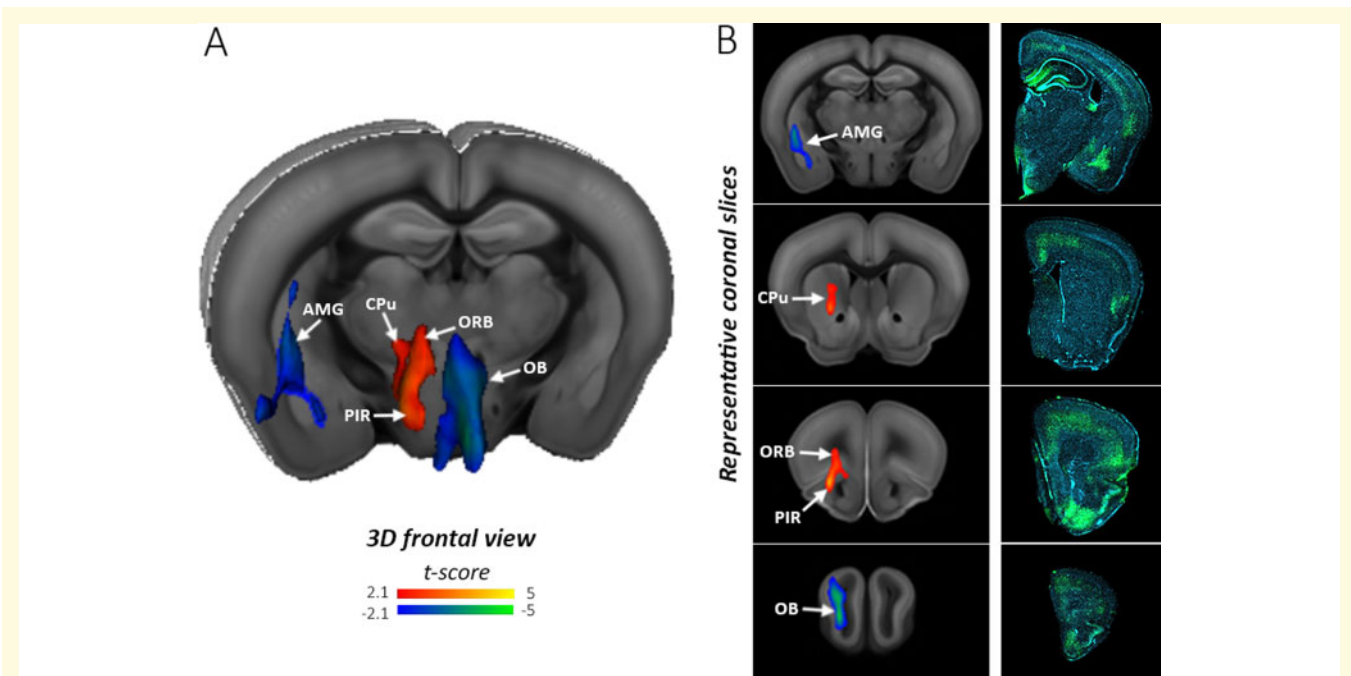 A
AMG
CPu
ORB
OB
PIR
3D frontal view
t-score
2.1 5
-2.1 -5
B
Representative coronal slices
AMG
CPu
ORB
PIR
OB